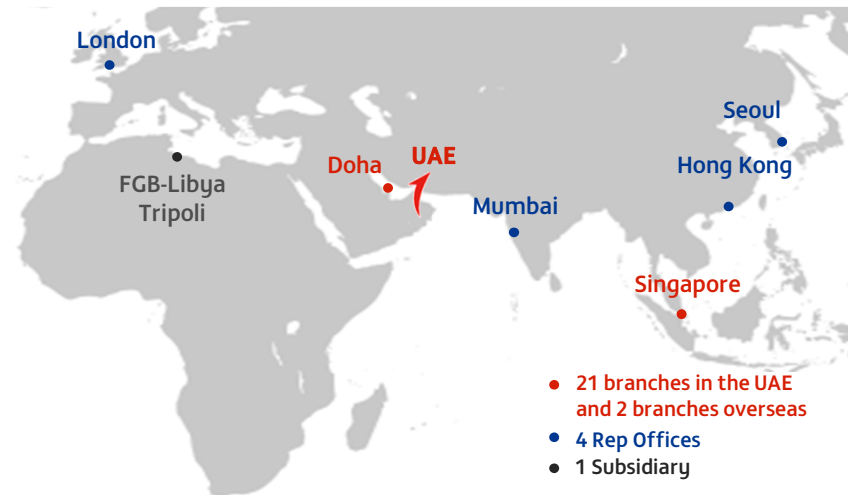 London
Seoul
Doha
UAE
Hong Kong
FGB-Libya
Tripoli
Mumbai
Singapore
21 branches in the UAE
and 2 branches overseas
4 Rep Offices
1 Subsidiary